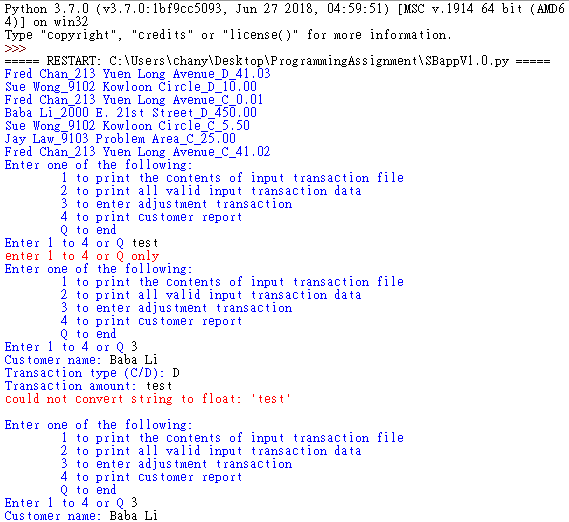 Python 3.7.0 (v3.7.0:1bf9cc5093, Jun 27 2018, 04:59:51) [MSC v.1914 64 bit (AMD6
4)] on win32
Type "copyright", "credits" or "license()" for more information.
>>>
===== RESTART: C:\Users\chany\Desktop\ProgrammingAssignment\SBappV1.0.py =====
Fred Chan_213 Yuen Long Avenue_D_41.03
Sue Wong_9102 Kowloon Circle_D_10.00
Fred Chan_213 Yuen Long Avenue_C_0.01
Baba Li_2000 E. 21st Street_D_450.00
Sue Wong_9102 Kowloon Circle_C_5.50
Jay Law_9103 Problem Area_C_25.00
Fred Chan_213 Yuen Long Avenue_C_41.02
Enter one of the following:
1 to print the contents of input transaction file
2 to print all valid input transaction data
3 to enter adjustment transaction
4 to print customer report
Q to end
Enter 1 to 4 or Q test
enter 1 to 4 or Q only
Enter one of the following:
1 to print the contents of input transaction file
2 to print all valid input transaction data
3 to enter adjustment transaction
4 to print customer report
Q to end
Enter 1 to 4 or Q 3
Customer name: Baba Li
Transaction type (C/D): D
Transaction amount: test
could not convert string to float: 'test'
Enter one of the following:
1 to print the contents of input transaction file
2 to print all valid input transaction data
3 to enter adjustment transaction
4 to print customer report
Q to end
Enter 1 to 4 or Q 3
Customer name: Baba Li